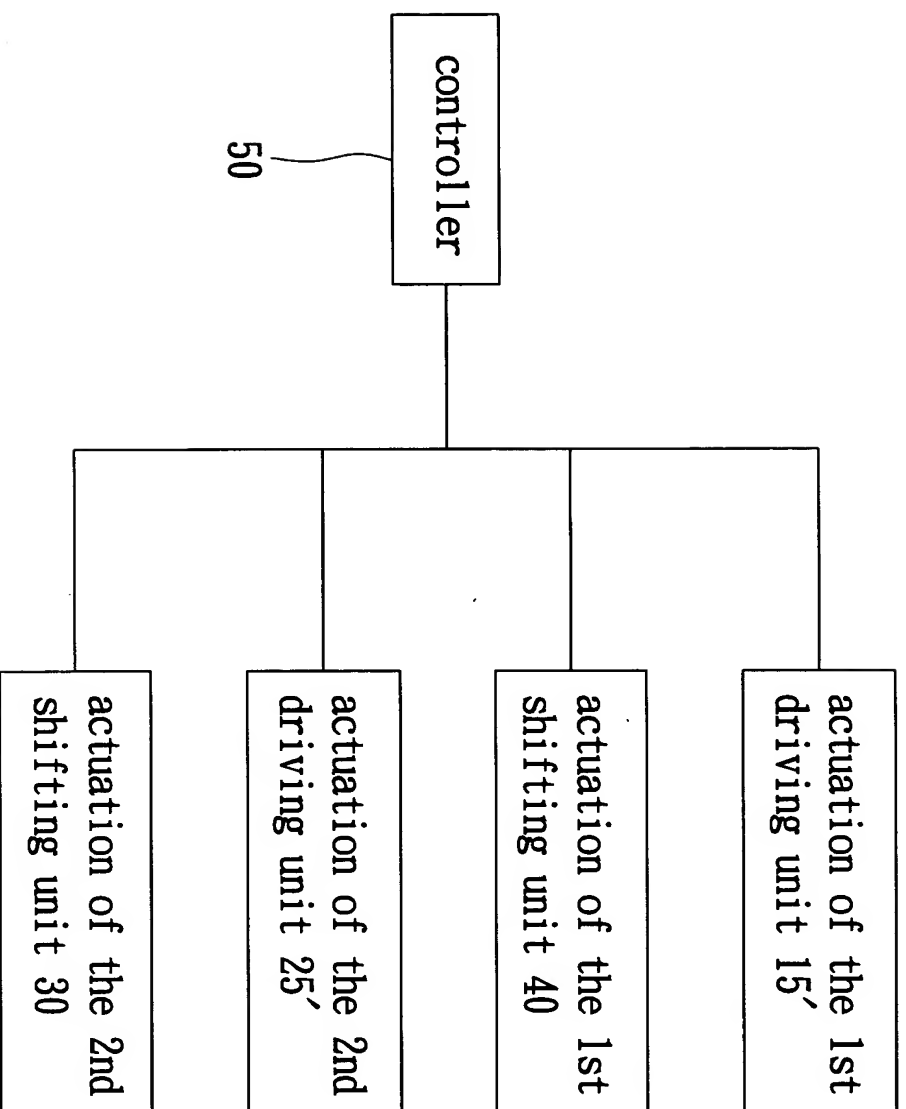 controller
50
actuation of the 1st
driving unit 15′
actuation of the 1st
shifting unit 40
actuation of the 2nd
driving unit 25′
actuation of the 2nd
shifting unit 30